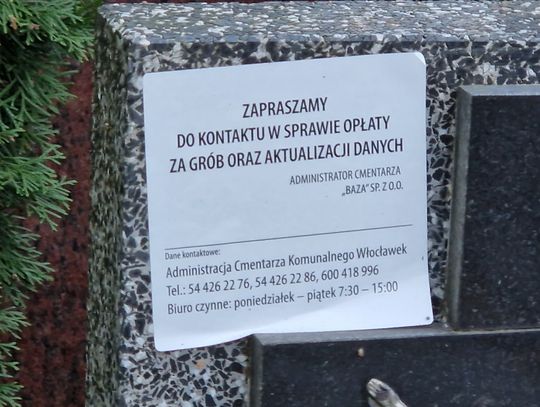 ZAPRASZAMY
DO KONTAKTU W SPRAWIE OPŁATY
ZA GRÓB ORAZ AKTUALIZACJI DANYCH
ADMINISTRATOR CMENTARZA
„BAZA” SP. Z O.O.
Dane kontaktowe:
Administracja Cmentarza Komunalnego Włocławek
Tel.: 54 426 22 76, 54 426 22 86, 600 418 996
Biuro czynne: poniedziałek – piątek 7:30 – 15:00